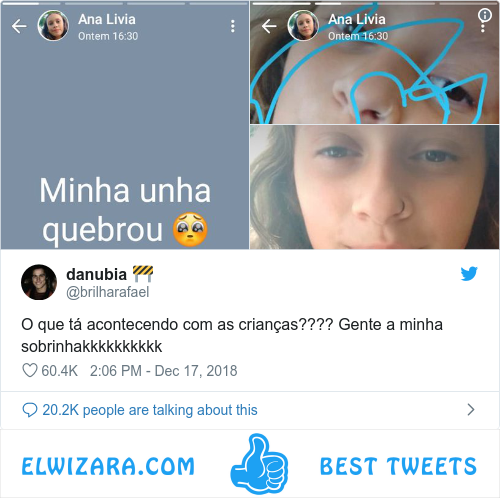 Ana Livia
Ontem 16:30
Ana Livia
Ontem 16:30
Minha unha
quebrou 🥺
danubia 🚧
@brilharafael
O que tá acontecendo com as crianças???? Gente a minha
sobrinhakkkkkkkkkk
60.4K 2:06 PM - Dec 17, 2018
20.2K people are talking about this
ELWIZARA.COM
BEST TWEETS